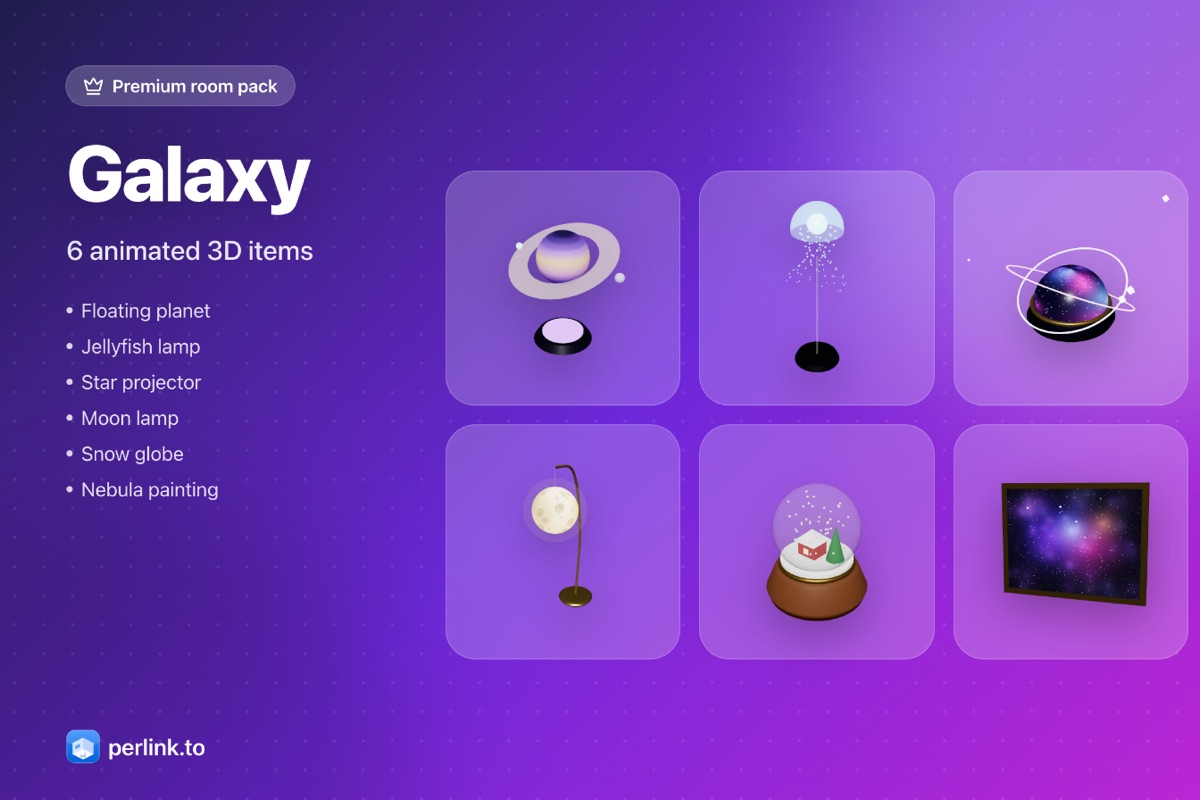 Premium room pack
Galaxy
6 animated 3D items
• Floating planet
• Jellyfish lamp
• Star projector
• Moon lamp
• Snow globe
• Nebula painting
perlink.to